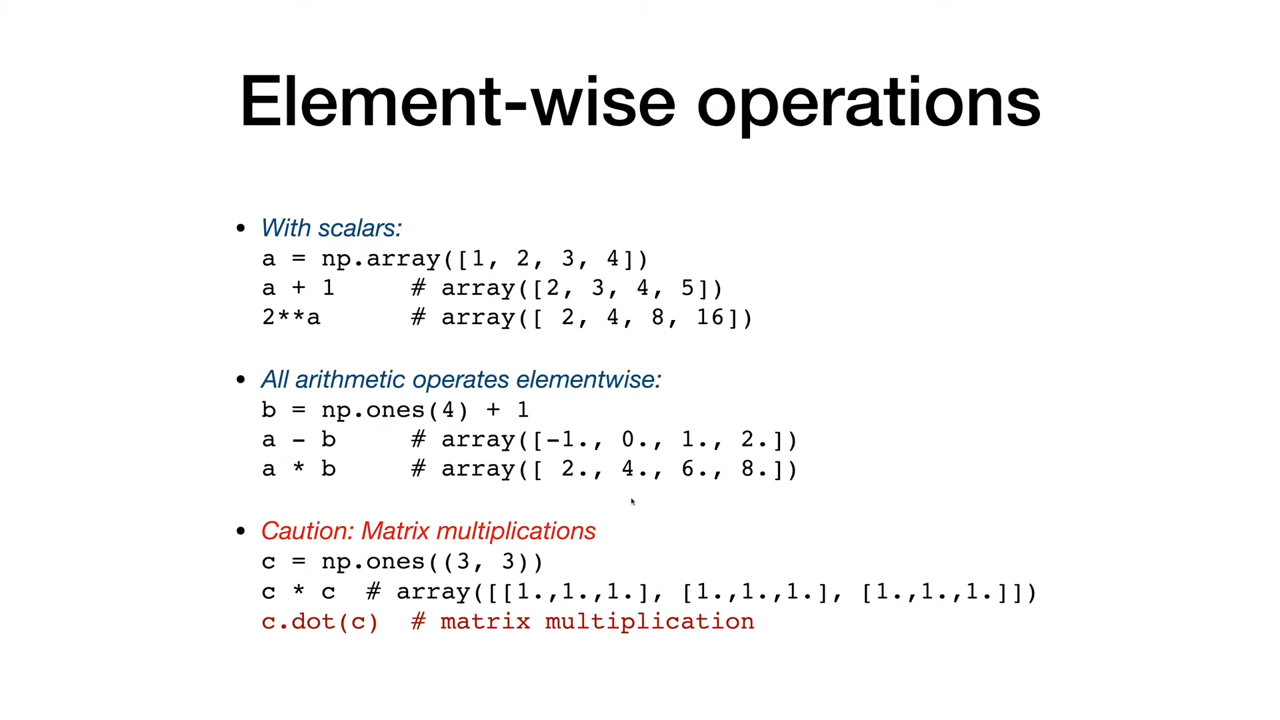 Element-wise operations
• With scalars:
a = np.array([1, 2, 3, 4])
a + 1     # array([2, 3, 4, 5])
2**a      # array([ 2, 4, 8, 16])
• All arithmetic operates elementwise:
b = np.ones(4) + 1
a - b     # array([-1., 0., 1., 2.])
a * b     # array([ 2., 4., 6., 8.])
• Caution: Matrix multiplications
c = np.ones((3, 3))
c * c  # array([[1.,1.,1.], [1.,1.,1.], [1.,1.,1.]])
c.dot(c)  # matrix multiplication